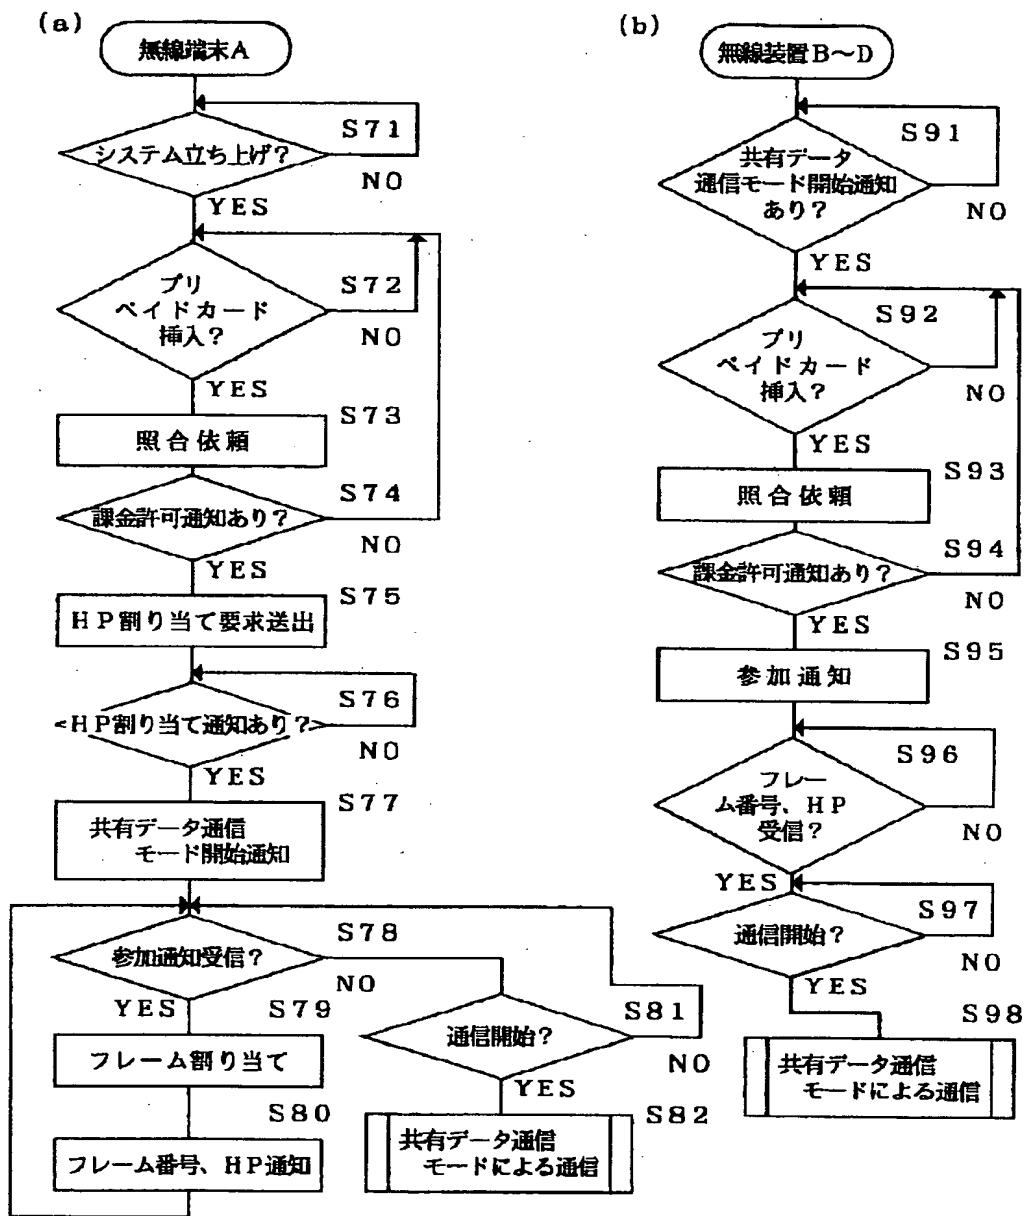 (a)
無線端末A
S71
システム立ち上げ?
NO
YES
S72
プリ
ペイドカード
挿入?
NO
YES
S73
照合依頼
S74
課金許可通知あり?
NO
YES
S75
HP割り当て要求送出
S76
HP割り当て通知あり?
NO
YES
S77
共有データ通信
モード開始通知
S78
参加通知受信?
NO
YES
S79
フレーム割り当て
S80
フレーム番号、HP通知
S81
通信開始?
NO
YES
S82
共有データ通信
モードによる通信
(b)
無線装置B~D
S91
共有データ
通信モード開始通知
あり?
NO
YES
S92
プリ
ペイドカード
挿入?
NO
YES
S93
照合依頼
S94
課金許可通知あり?
NO
YES
S95
参加通知
S96
フレー
ム番号、HP
受信?
NO
YES
S97
通信開始?
NO
YES
S98
共有データ通信
モードによる通信